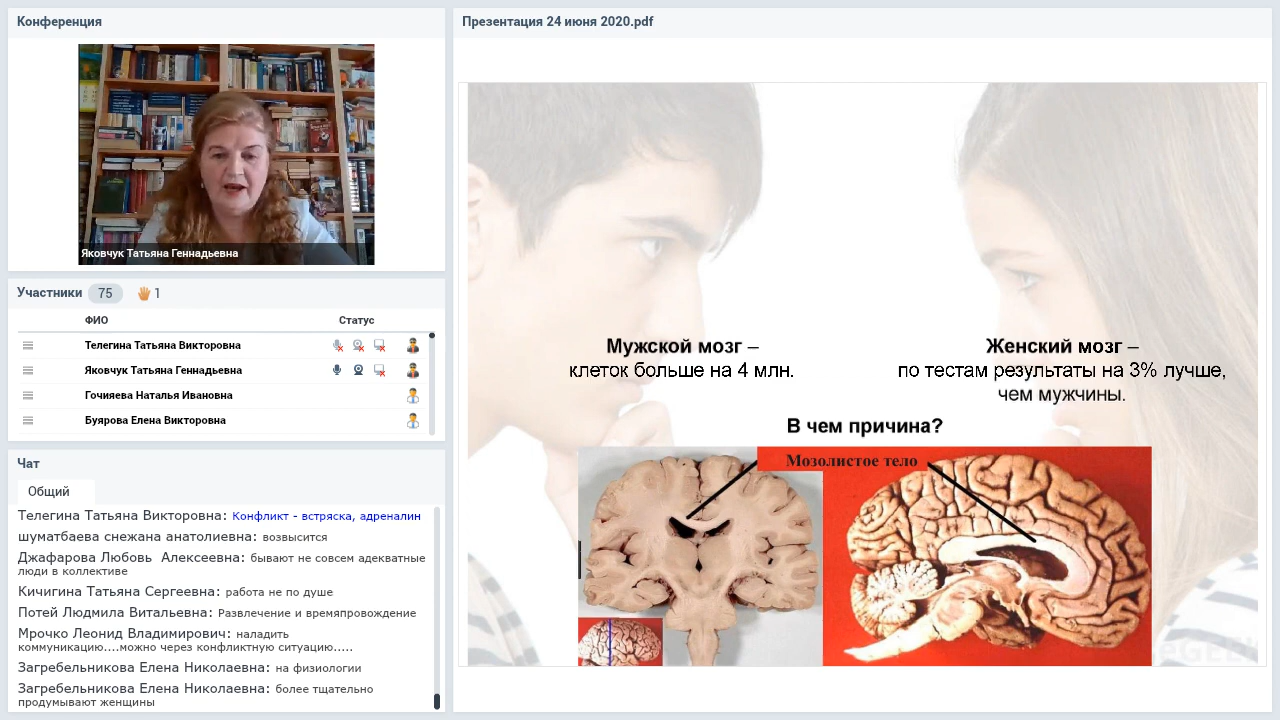 Конференция
Яковчук Татьяна Геннадьевна
Участники 75 1
ФИО Статус
Телегина Татьяна Викторовна
Яковчук Татьяна Геннадьевна
Гочияева Наталья Ивановна
Буярова Елена Викторовна
Чат
Общий
Телегина Татьяна Викторовна: Конфликт - встряска, адреналин
шуматбаева снежана анатолиевна: возвысится
Джафарова Любовь Алексеевна: бывают не совсем адекватные
люди в коллективе
Кичигина Татьяна Сергеевна: работа не по душе
Потей Людмила Витальевна: Развлечение и времяпровождение
Мрочко Леонид Владимирович: наладить
коммуникацию....можно через конфликтную ситуацию.....
Загребельникова Елена Николаевна: на физиологии
Загребельникова Елена Николаевна: более тщательно
продумывают женщины
Презентация 24 июня 2020.pdf
Мужской мозг –
клеток больше на 4 млн.
Женский мозг –
по тестам результаты на 3% лучше,
чем мужчины.
В чем причина?
Мозолистое тело